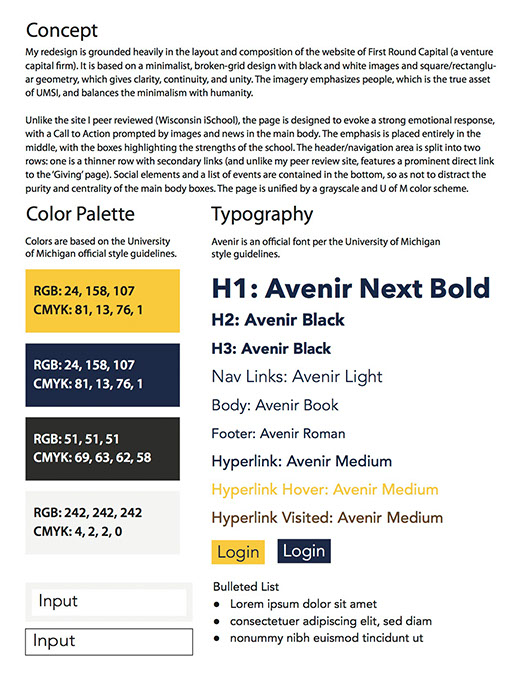 Concept
My redesign is grounded heavily in the layout and composition of the website of First Round Capital (a venture
capital firm). It is based on a minimalist, broken-grid design with black and white images and square/rectanglu-
ar geometry, which gives clarity, continuity, and unity. The imagery emphasizes people, which is the true asset
of UMSI, and balances the minimalism with humanity.
Unlike the site I peer reviewed (Wisconsin iSchool), the page is designed to evoke a strong emotional response,
with a Call to Action prompted by images and news in the main body. The emphasis is placed entirely in the
middle, with the boxes highlighting the strengths of the school. The header/navigation area is split into two
rows: one is a thinner row with secondary links (and unlike my peer review site, features a prominent direct link
to the 'Giving' page). Social elements and a list of events are contained in the bottom, so as not to distract the
purity and centrality of the main body boxes. The page is unified by a grayscale and U of M color scheme.
Color Palette
Colors are based on the University
of Michigan official style guidelines.
RGB: 24, 158, 107
CMYK: 81, 13, 76, 1
RGB: 24, 158, 107
CMYK: 81, 13, 76, 1
RGB: 51, 51, 51
CMYK: 69, 63, 62, 58
RGB: 242, 242, 242
CMYK: 4, 2, 2, 0
Input
Input
Typography
Avenir is an official font per the University of Michigan
style guidelines.
H1: Avenir Next Bold
H2: Avenir Black
H3: Avenir Black
Nav Links: Avenir Light
Body: Avenir Book
Footer: Avenir Roman
Hyperlink: Avenir Medium
Hyperlink Hover: Avenir Medium
Hyperlink Visited: Avenir Medium
Login Login
Bulleted List
● Lorem ipsum dolor sit amet
● consectetuer adipiscing elit, sed diam
● nonummy nibh euismod tincidunt ut